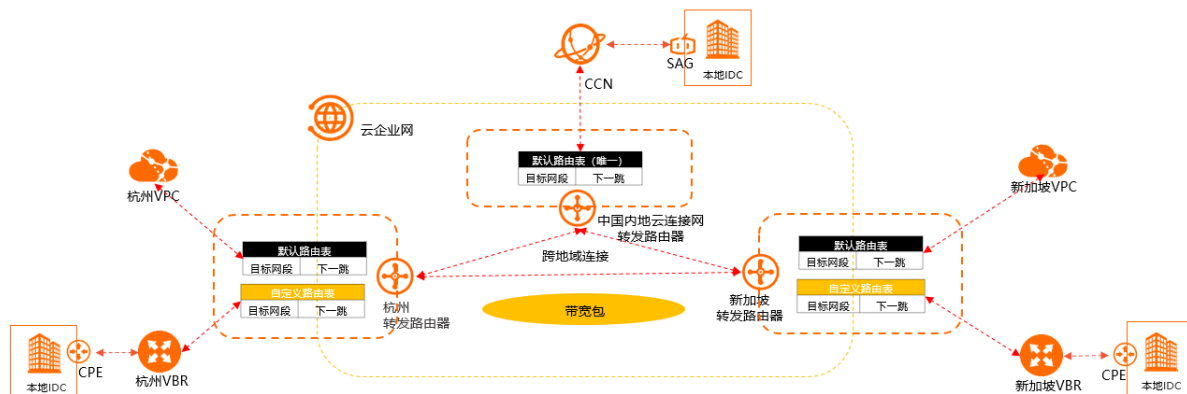 SAG
本地IDC
CCN
云企业网
默认路由表（唯一）
目标网段 下一跳
中国内地云连接网
转发路由器
跨地域连接
杭州VPC
默认路由表
目标网段 下一跳
自定义路由表
目标网段 下一跳
杭州
转发路由器
带宽包
新加坡
转发路由器
新加坡VPC
默认路由表
目标网段 下一跳
自定义路由表
目标网段 下一跳
本地IDC
CPE
杭州VBR
新加坡VBR
CPE
本地IDC